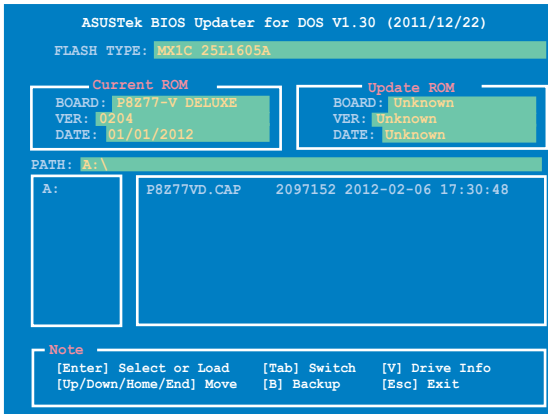 ASUSTek BIOS Updater for DOS V1.30 (2011/12/22)
FLASH TYPE: MX1C 25L1605A
Current ROM
BOARD: P8Z77-V DELUXE
VER: 0204
DATE: 01/01/2012
Update ROM
BOARD: Unknown
VER: Unknown
DATE: Unknown
PATH: A:\
A:
P8Z77VD.CAP 2097152 2012-02-06 17:30:48
Note
[Enter] Select or Load [Tab] Switch [V] Drive Info
[Up/Down/Home/End] Move [B] Backup [Esc] Exit